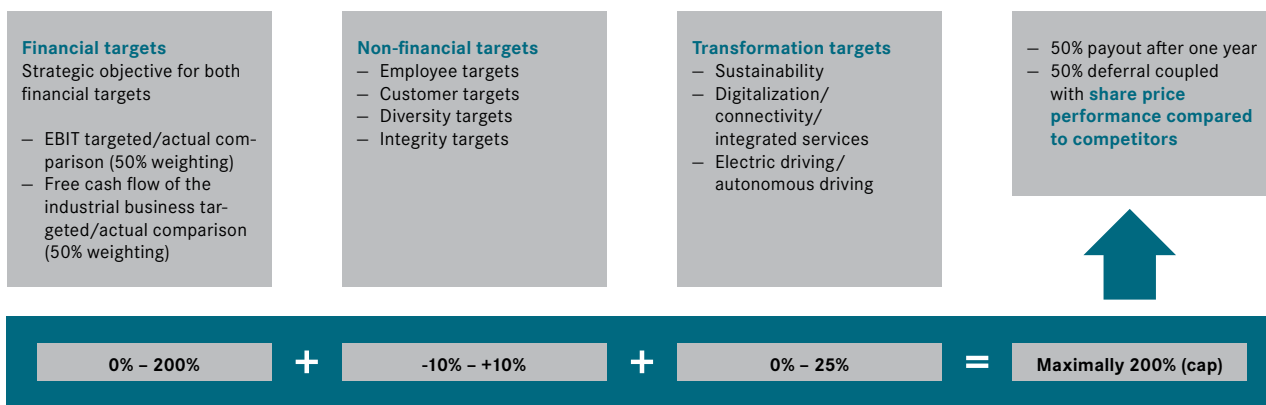 Financial targets
Strategic objective for both
financial targets
— EBIT targeted/actual com-
parison (50% weighting)
— Free cash flow of the
industrial business tar-
geted/actual comparison
(50% weighting)
Non-financial targets
— Employee targets
— Customer targets
— Diversity targets
— Integrity targets
Transformation targets
— Sustainability
— Digitalization/
connectivity/
integrated services
— Electric driving/
autonomous driving
— 50% payout after one year
— 50% deferral coupled
with share price
performance compared
to competitors
0% – 200% + -10% – +10% + 0% – 25% = Maximally 200% (cap)